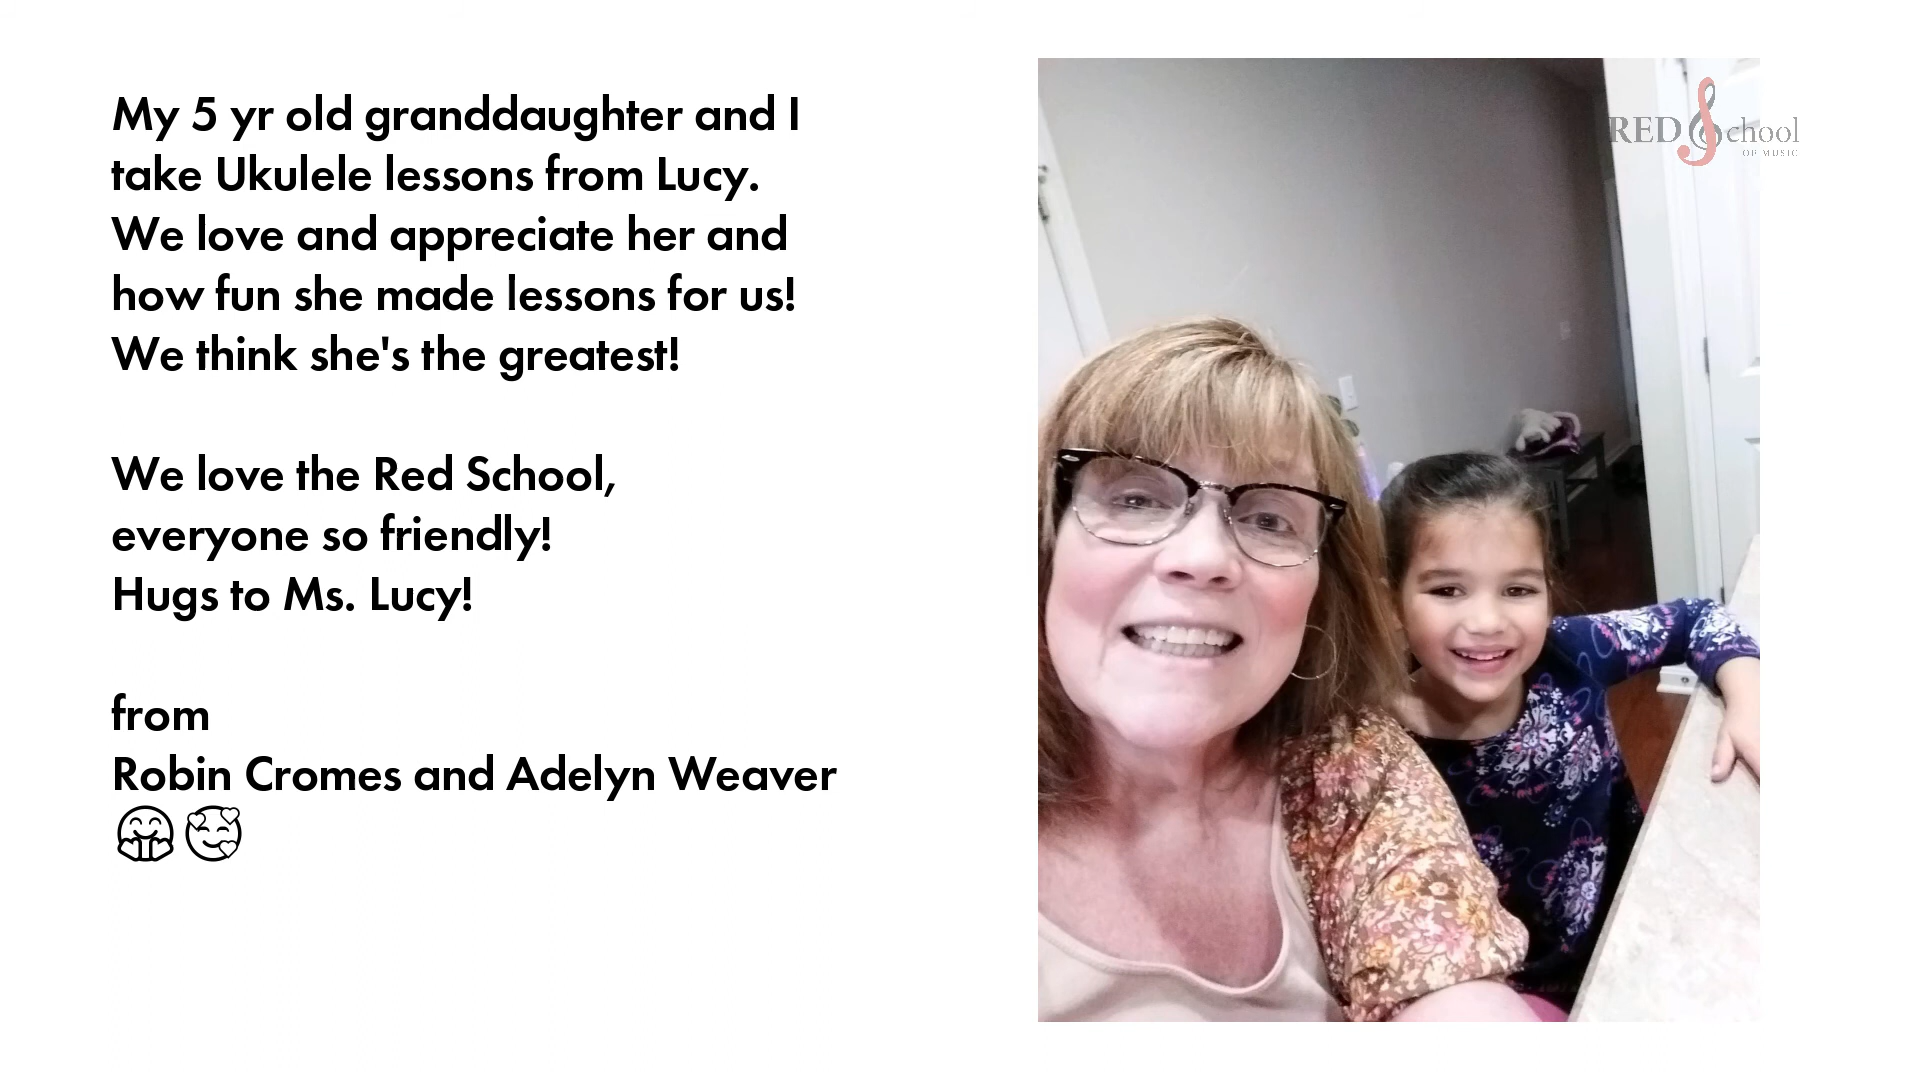 My 5 yr old granddaughter and I
take Ukulele lessons from Lucy.
We love and appreciate her and
how fun she made lessons for us!
We think she's the greatest!
We love the Red School,
everyone so friendly!
Hugs to Ms. Lucy!
from
Robin Cromes and Adelyn Weaver
🤗🥰
RED School
OF MUSIC